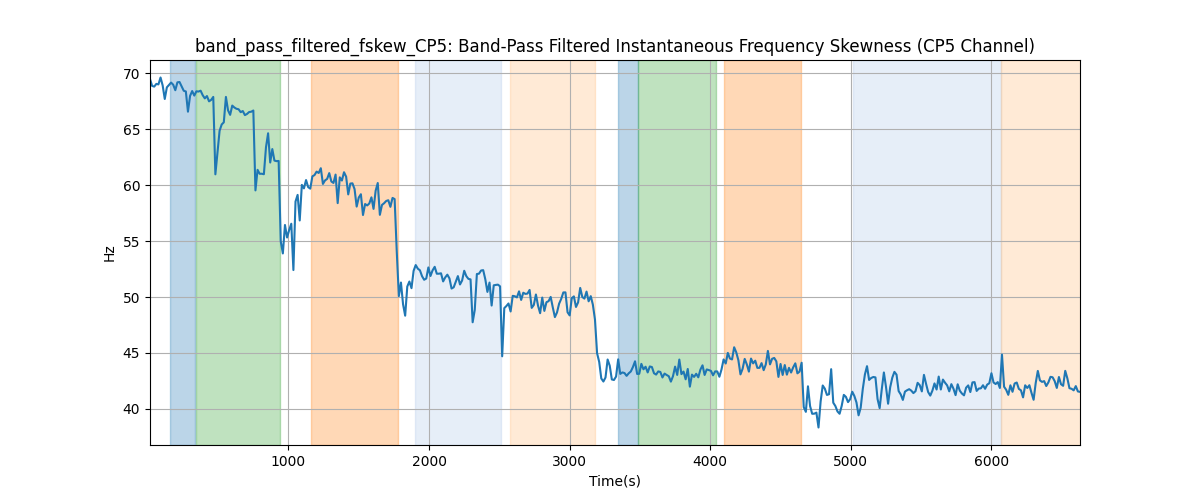 band_pass_filtered_fskew_CP5: Band-Pass Filtered Instantaneous Frequency Skewness (CP5 Channel)
70
65
60
55
50
45
40
Hz
1000 2000 3000 4000 5000 6000
Time(s)